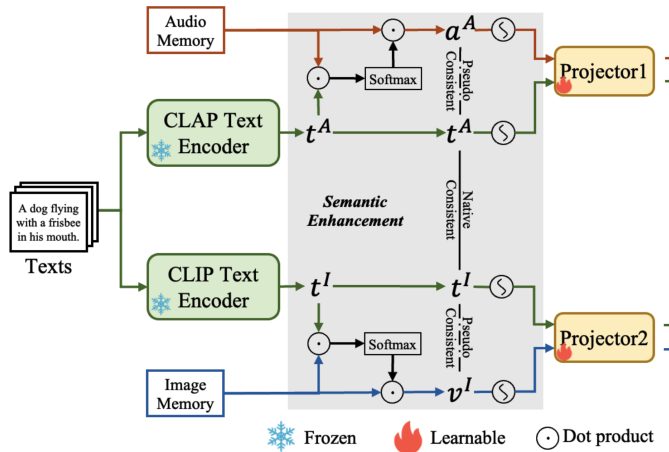 Audio
Memory
a^A
Softmax
Pseudo
Consistent
Projector1
CLAP Text
Encoder
t^A
t^A
A dog flying
with a frisbee
in his mouth.
Texts
Semantic
Enhancement
Native
Consistent
CLIP Text
Encoder
t^I
t^I
Softmax
Pseudo
Consistent
Projector2
Image
Memory
v^I
Frozen
Learnable
Dot product